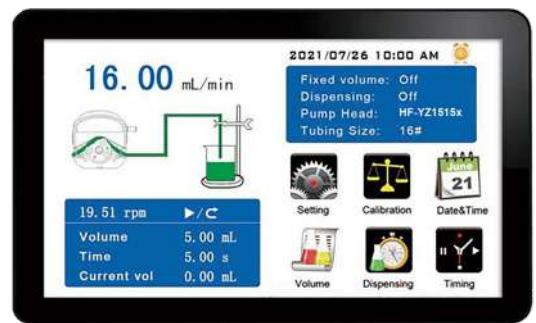 2021/07/26 10:00 AM
16.00 mL/min
Fixed volume: Off
Dispensing: Off
Pump Head: HF-YZ1515x
Tubing Size: 16#
June
21
Setting
Calibration
Date&Time
19.51 rpm
Volume 5.00 mL
Time 5.00 s
Current vol 0.00 mL
Volume
Dispensing
Timing